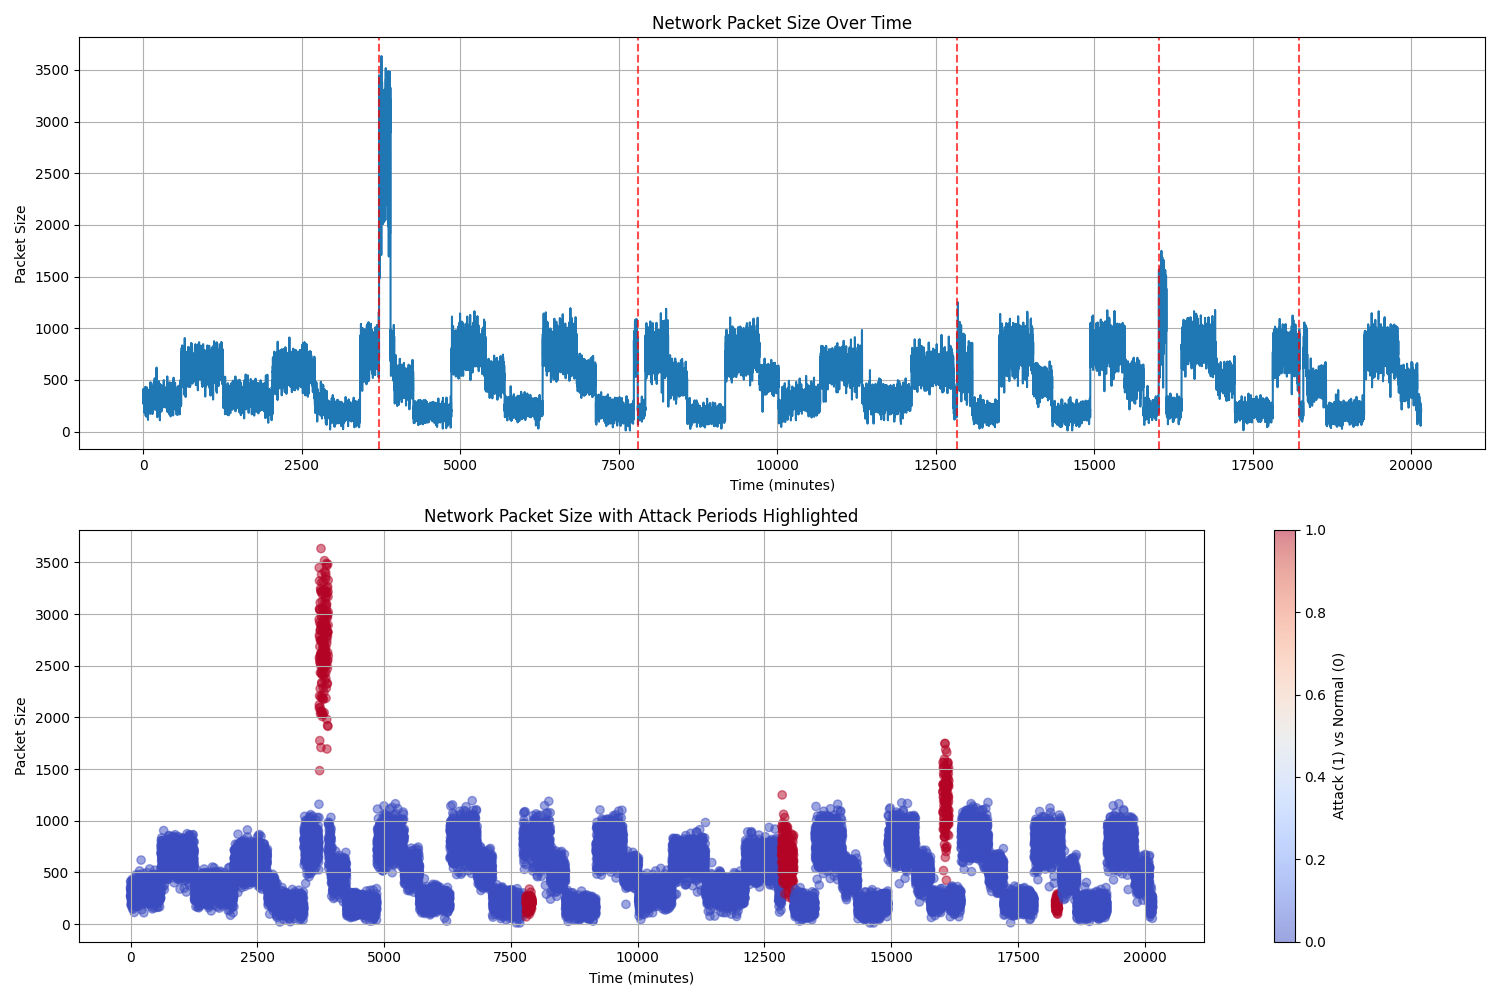 Network Packet Size Over Time
3500
3000
2500
2000
1500
1000
500
0
Packet Size
0 2500 5000 7500 10000 12500 15000 17500 20000
Time (minutes)
Network Packet Size with Attack Periods Highlighted
3500
3000
2500
2000
1500
1000
500
0
Packet Size
0 2500 5000 7500 10000 12500 15000 17500 20000
Time (minutes)
1.0
0.8
0.6
0.4
0.2
0.0
Attack (1) vs Normal (0)